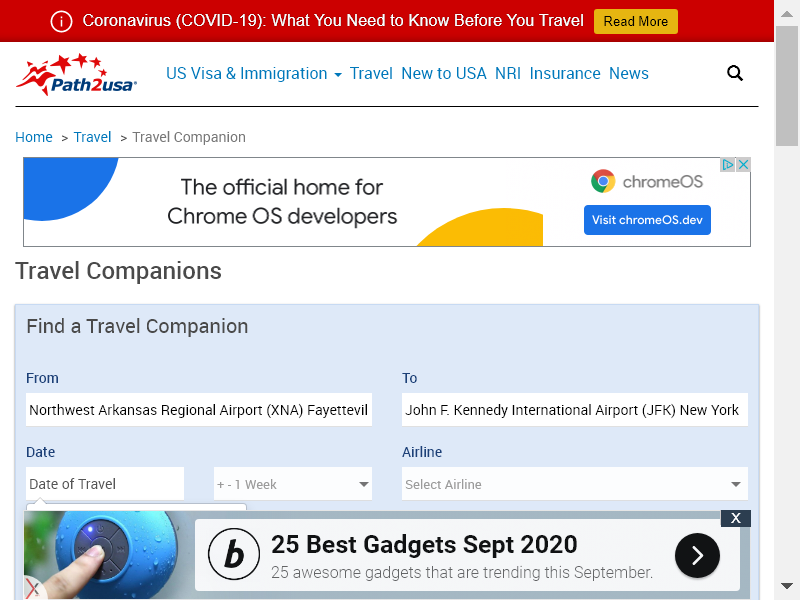 Coronavirus (COVID-19): What You Need to Know Before You Travel Read More
Path2usa
US Visa & Immigration Travel New to USA NRI Insurance News
Home > Travel > Travel Companion
The official home for
Chrome OS developers
chromeOS
Visit chromeOS.dev
Travel Companions
Find a Travel Companion
From To
Northwest Arkansas Regional Airport (XNA) Fayettevil John F. Kennedy International Airport (JFK) New York
Date Airline
Date of Travel + - 1 Week Select Airline
X
b
25 Best Gadgets Sept 2020
25 awesome gadgets that are trending this September.